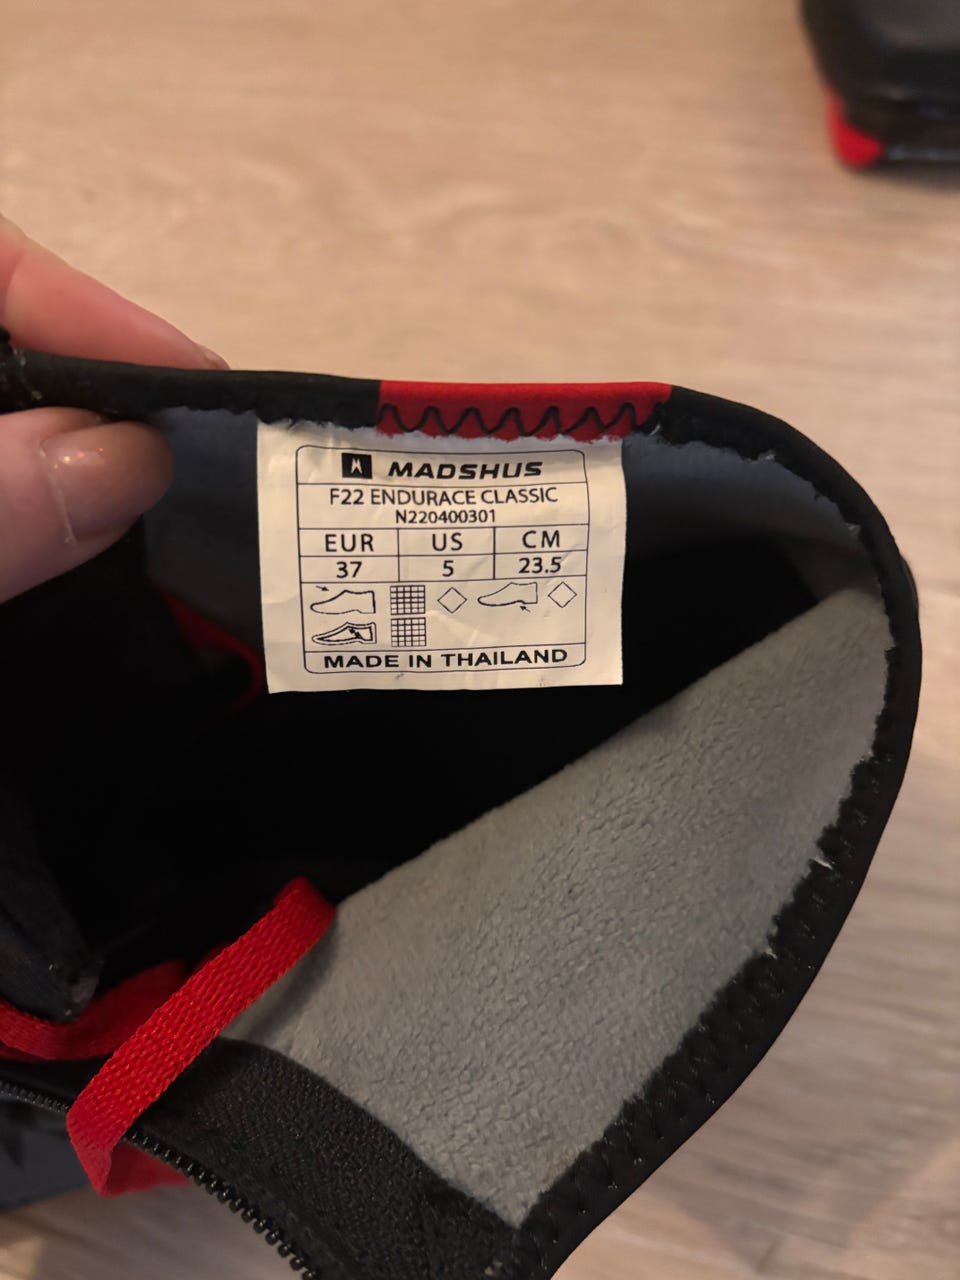 MADSHUS
F22 ENDURACE CLASSIC
N220400301
EUR US CM
37 5 23.5
MADE IN THAILAND